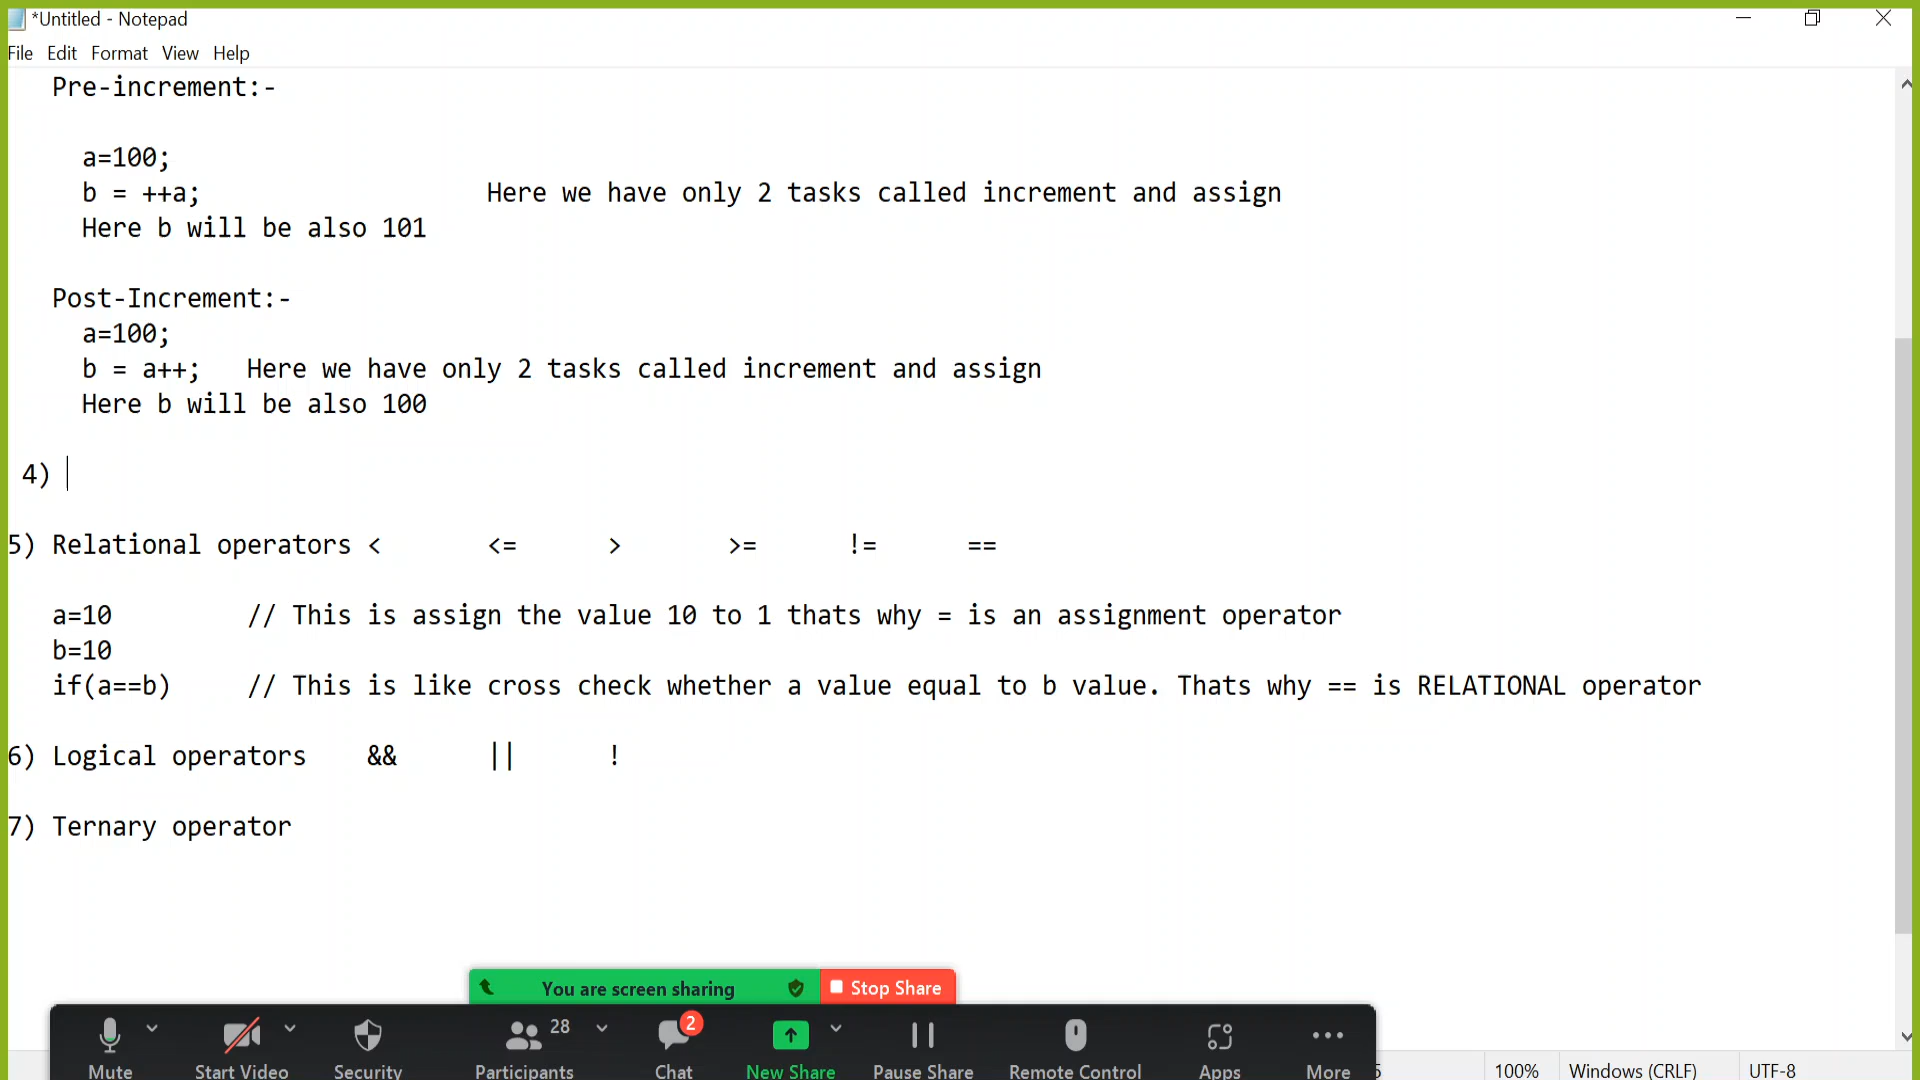 *Untitled - Notepad
File Edit Format View Help
Pre-increment:-
a=100;
b = ++a; Here we have only 2 tasks called increment and assign
Here b will be also 101
Post-Increment:-
a=100;
b = a++; Here we have only 2 tasks called increment and assign
Here b will be also 100
4)
5) Relational operators < <= > >= != ==
a=10 // This is assign the value 10 to 1 thats why = is an assignment operator
b=10
if(a==b) // This is like cross check whether a value equal to b value. Thats why == is RELATIONAL operator
6) Logical operators && || !
7) Ternary operator
You are screen sharing Stop Share
28 2
Mute Start Video Security Participants Chat New Share Pause Share Remote Control Apps More
100% Windows (CRLF) UTF-8